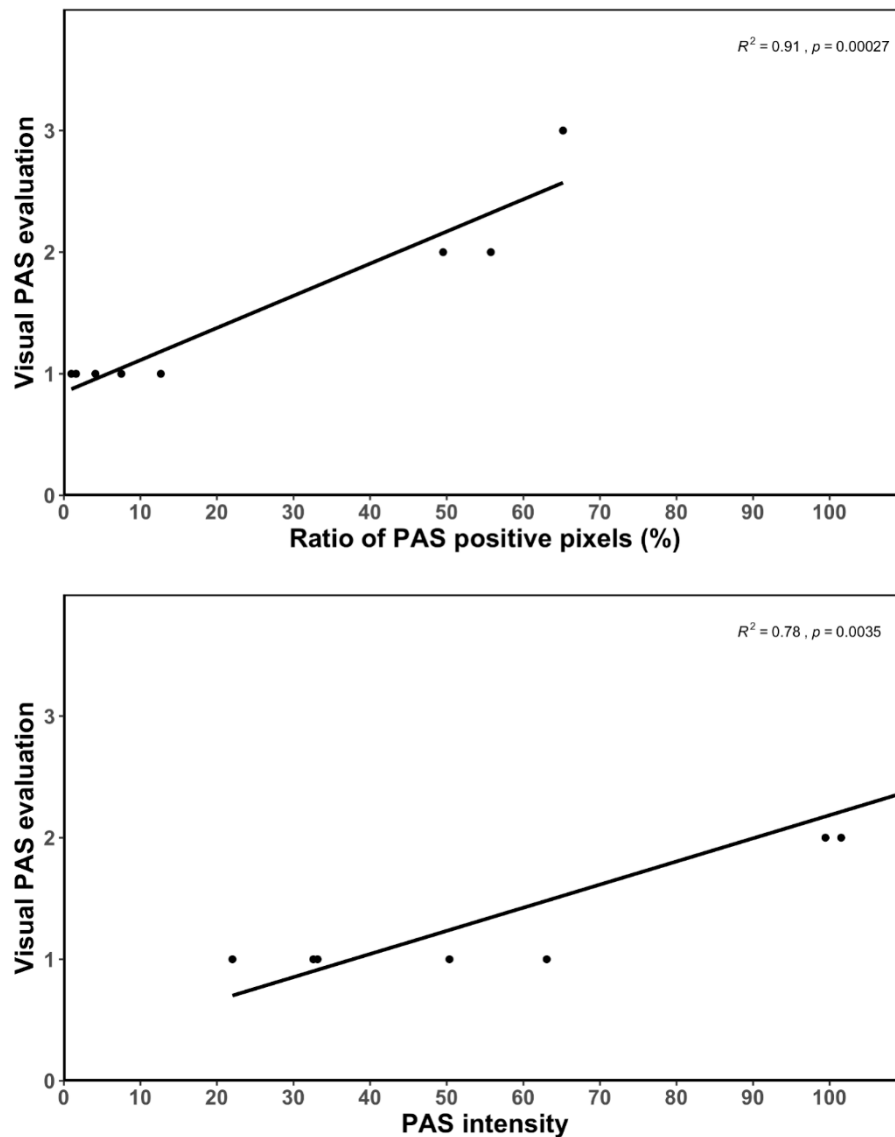 R² = 0.91 , p = 0.00027
Visual PAS evaluation
3
2
1
0
0 10 20 30 40 50 60 70 80 90 100
Ratio of PAS positive pixels (%)
R² = 0.78 , p = 0.0035
Visual PAS evaluation
3
2
1
0
0 10 20 30 40 50 60 70 80 90 100
PAS intensity